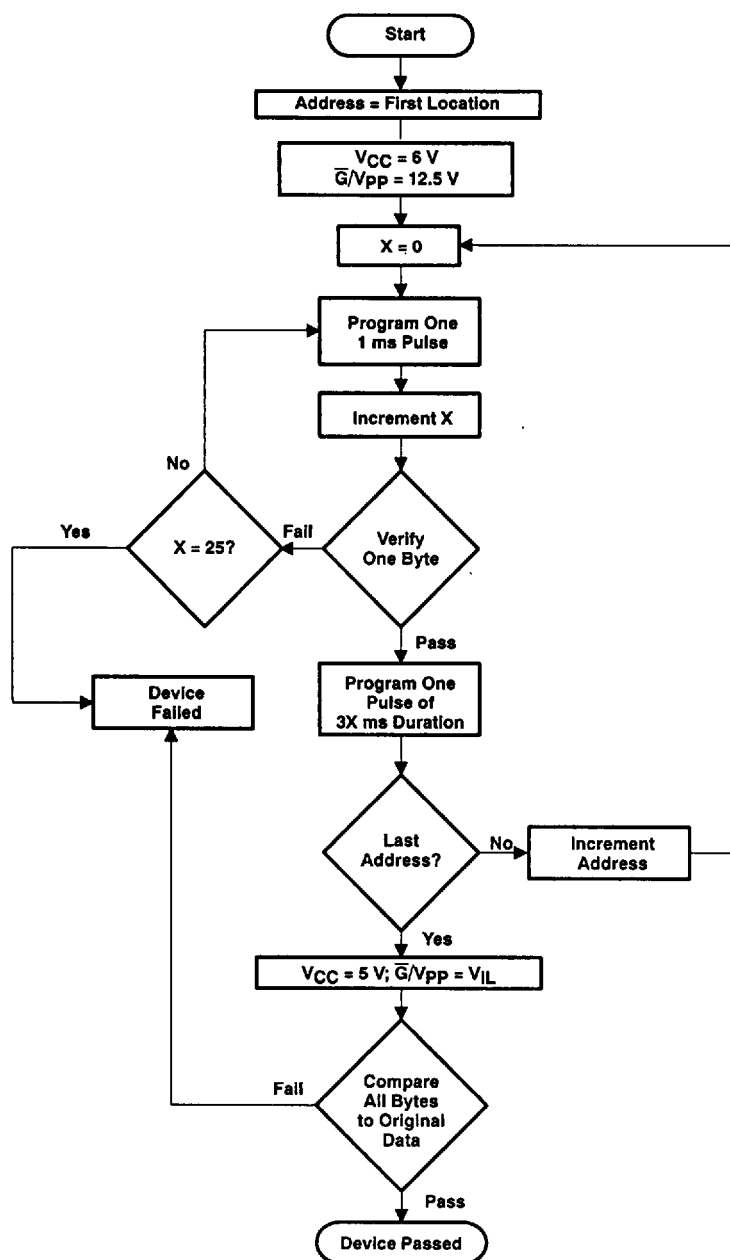 Start
Address = First Location
VCC = 6 V
G̅/VPP = 12.5 V
X = 0
Program One
1 ms Pulse
Increment X
No
Yes
X = 25?
Fail
Verify
One Byte
Pass
Device
Failed
Program One
Pulse of
3X ms Duration
Last
Address?
No
Increment
Address
Yes
VCC = 5 V; G̅/VPP = VIL
Fail
Compare
All Bytes
to Original
Data
Pass
Device Passed